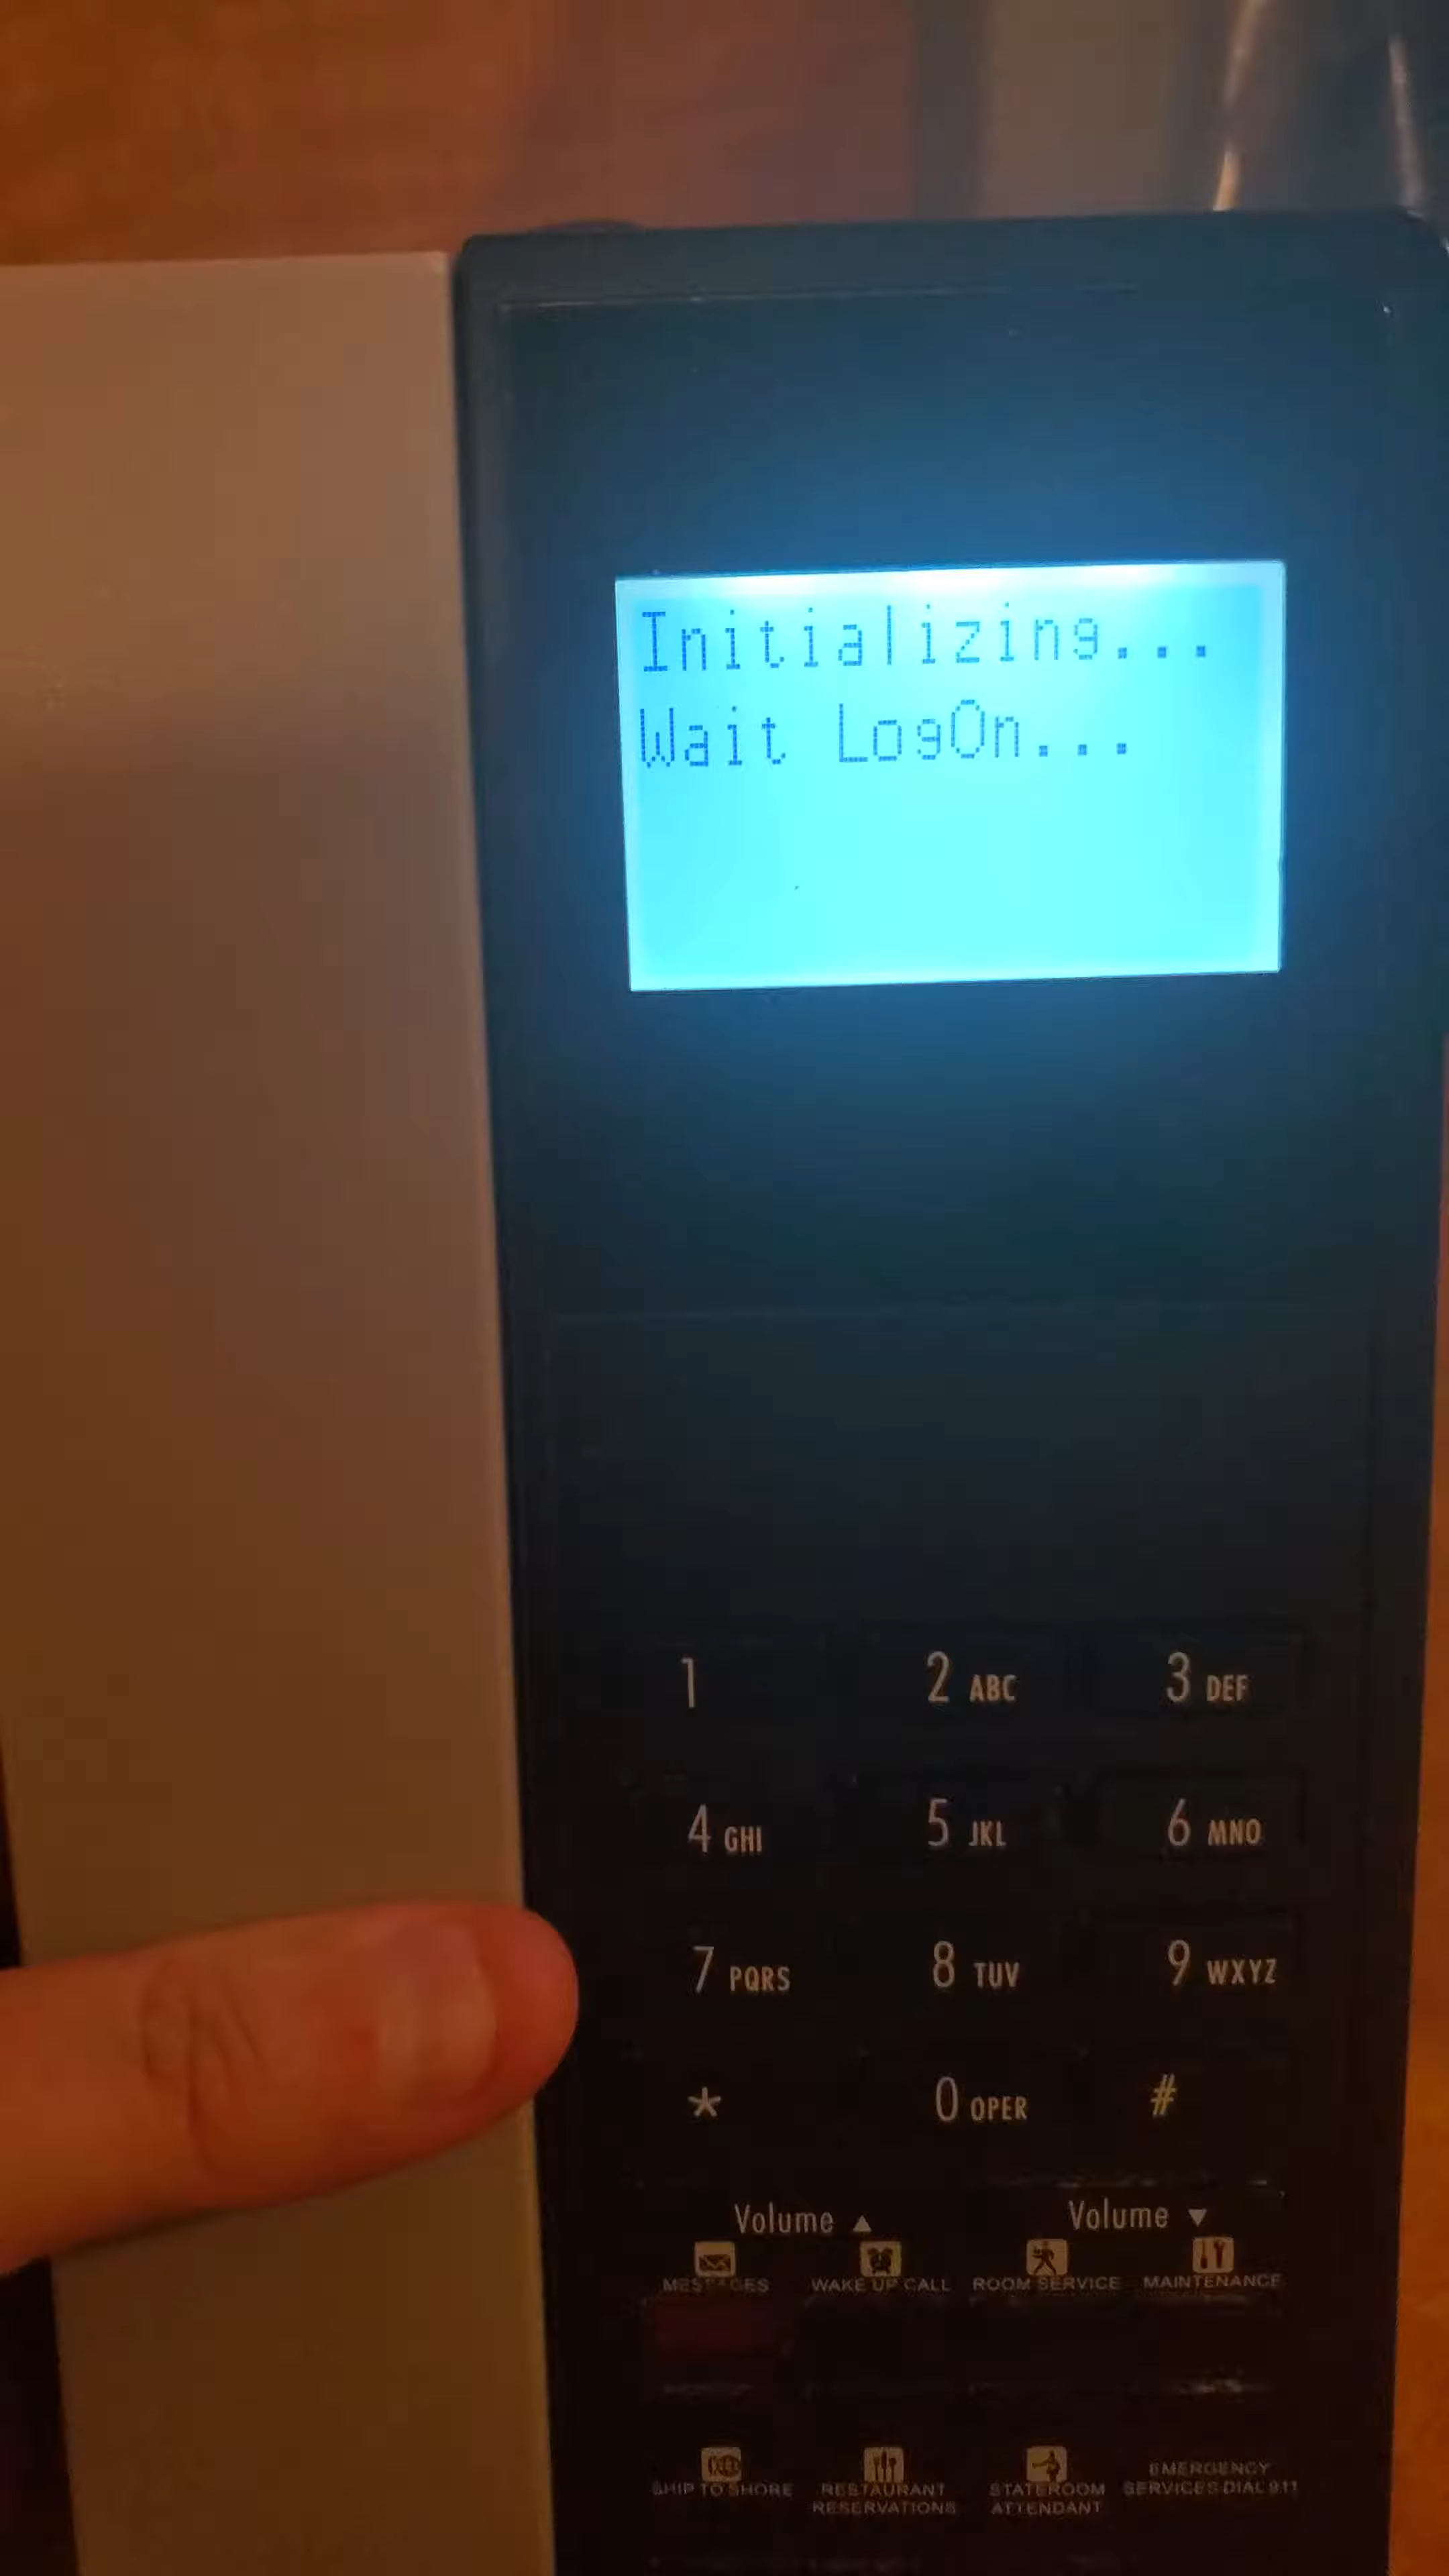 Initializing...
Wait LogOn...
1 2 ABC 3 DEF
4 GHI 5 JKL 6 MNO
7 PQRS 8 TUV 9 WXYZ
* 0 OPER #
Volume ▲ Volume ▼
MESSAGES WAKE UP CALL ROOM SERVICE MAINTENANCE
SHIP TO SHORE RESTAURANT RESERVATIONS STATEROOM ATTENDANT EMERGENCY SERVICES DIAL 911